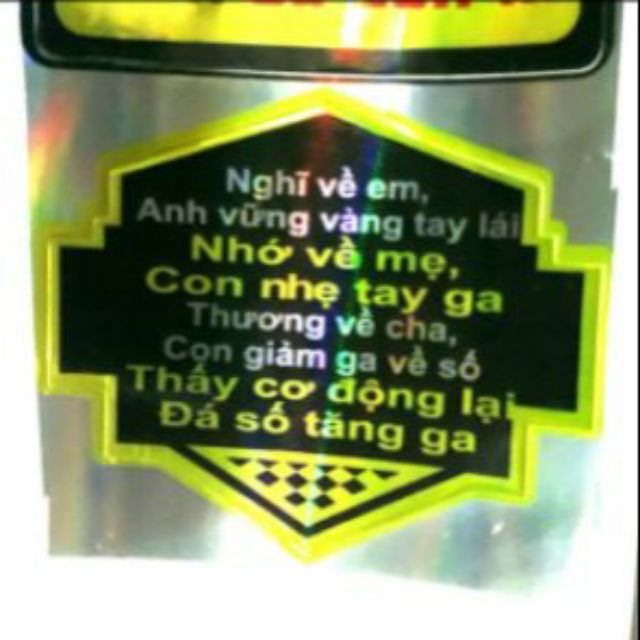 Nghĩ về em,
Anh vững vàng tay lái
Nhớ về mẹ,
Con nhẹ tay ga
Thương về cha,
Con giảm ga về số
Thấy cơ động lại
Đá số tăng ga